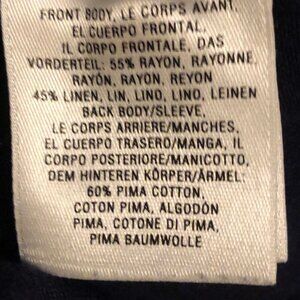 FRONT BODY, LE CORPS AVANT,
EL CUERPO FRONTAL,
IL CORPO FRONTALE, DAS
VORDERTEIL: 55% RAYON, RAYONNE,
RAYÓN, RAYON, REYON
45% LINEN, LIN, LINO, LINO, LEINEN
BACK BODY/SLEEVE,
LE CORPS ARRIERE/MANCHES,
EL CUERPO TRASERO/MANGA, IL
CORPO POSTERIORE/MANICOTTO,
DEM HINTEREN KÖRPER/ÄRMEL:
60% PIMA COTTON,
COTON PIMA, ALGODÓN
PIMA, COTONE DI PIMA,
PIMA BAUMWOLLE